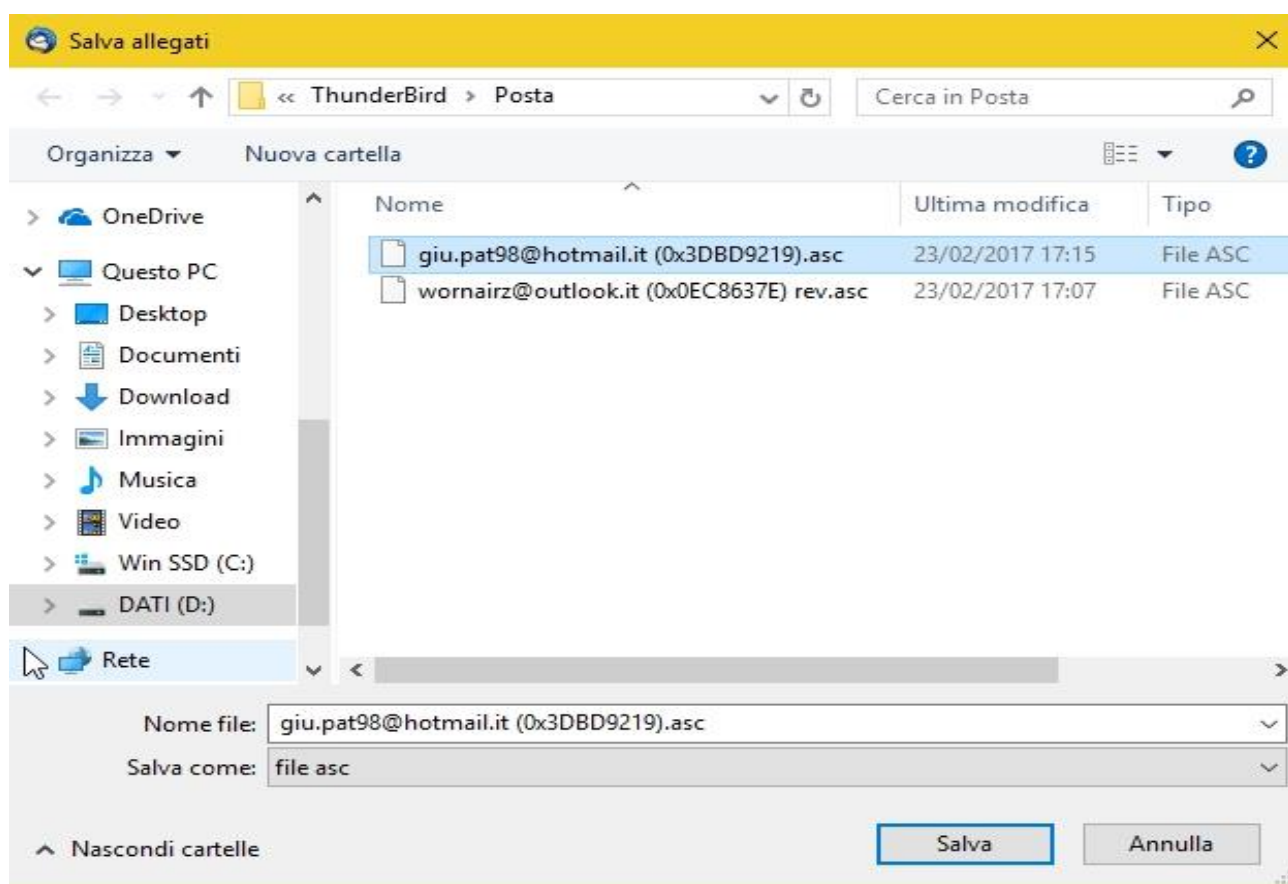 Salva allegati
« ThunderBird > Posta
Cerca in Posta
Organizza
Nuova cartella
Nome
Ultima modifica
Tipo
OneDrive
Questo PC
Desktop
Documenti
Download
Immagini
Musica
Video
Win SSD (C:)
DATI (D:)
Rete
giu.pat98@hotmail.it (0x3DBD9219).asc 23/02/2017 17:15 File ASC
wornairz@outlook.it (0x0EC8637E) rev.asc 23/02/2017 17:07 File ASC
Nome file: giu.pat98@hotmail.it (0x3DBD9219).asc
Salva come: file asc
Nascondi cartelle
Salva
Annulla